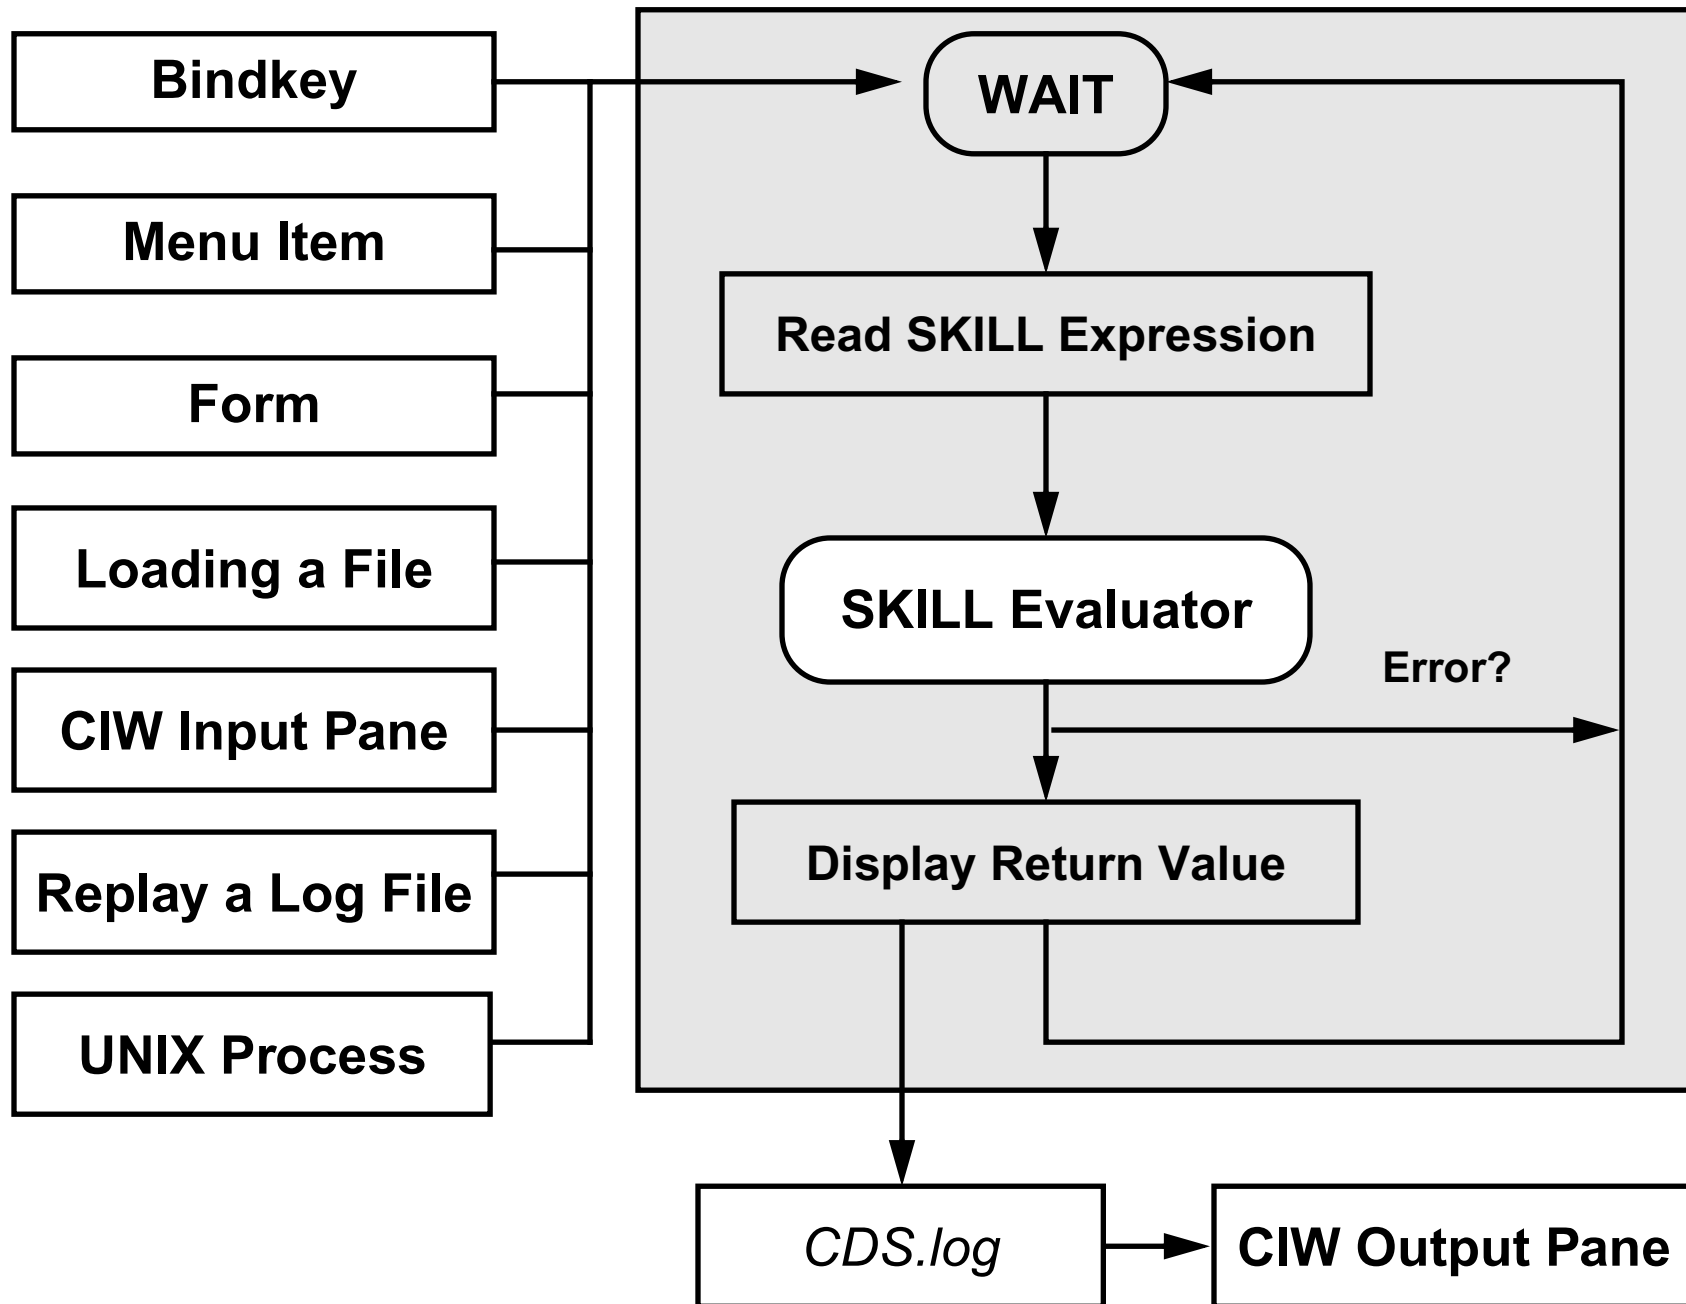 Bindkey
WAIT
Menu Item
Read SKILL Expression
Form
Loading a File
SKILL Evaluator
Error?
CIW Input Pane
Display Return Value
Replay a Log File
UNIX Process
CDS.log
CIW Output Pane